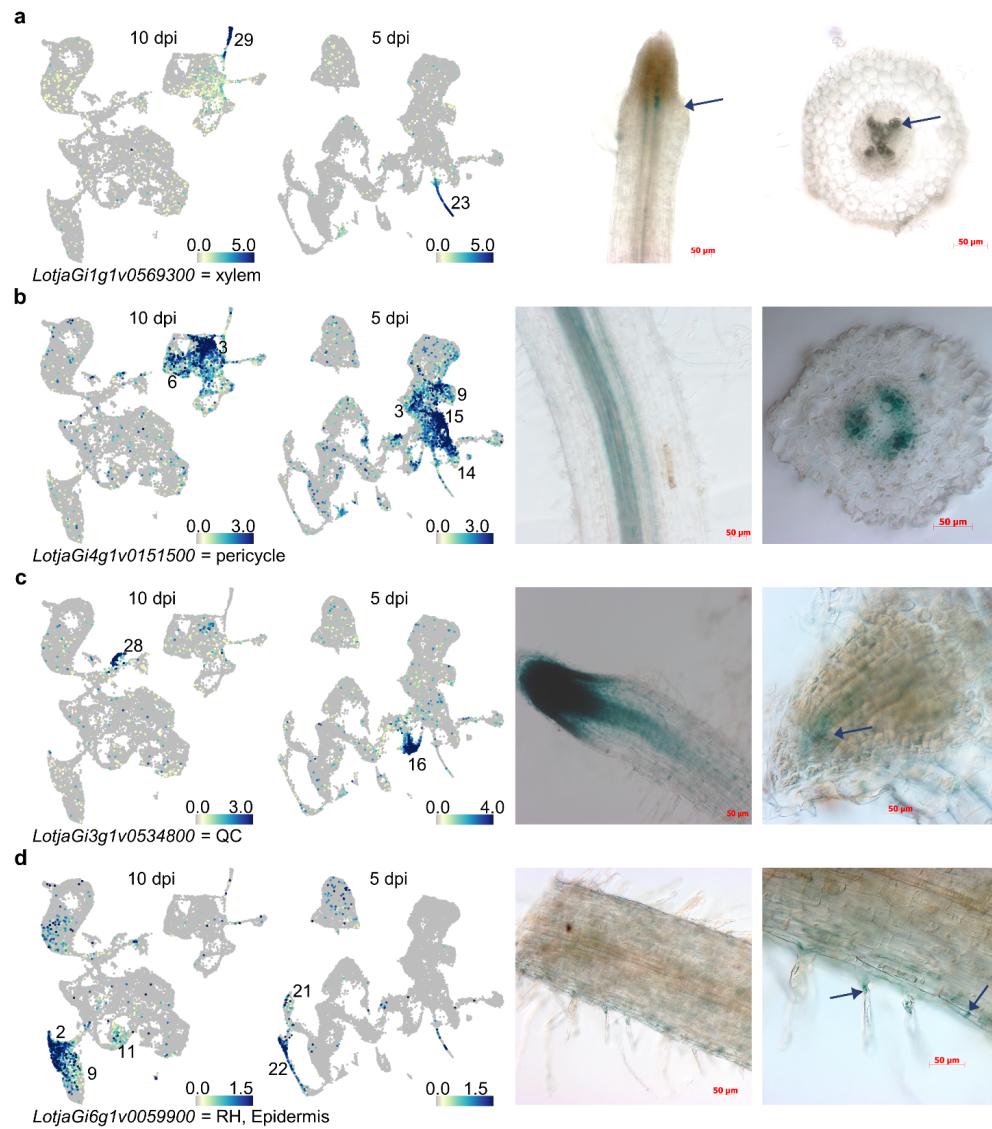 a
10 dpi
29
5 dpi
23
0.0 5.0
0.0 5.0
50 µm
50 µm
LotjaGi1g1v0569300 = xylem
b
10 dpi
3
6
5 dpi
9
3
15
14
0.0 3.0
0.0 3.0
50 µm
50 µm
LotjaGi4g1v0151500 = pericycle
c
10 dpi
28
5 dpi
16
0.0 3.0
0.0 4.0
50 µm
50 µm
LotjaGi3g1v0534800 = QC
d
10 dpi
2
11
9
5 dpi
21
22
0.0 1.5
0.0 1.5
50 µm
50 µm
LotjaGi6g1v0059900 = RH, Epidermis